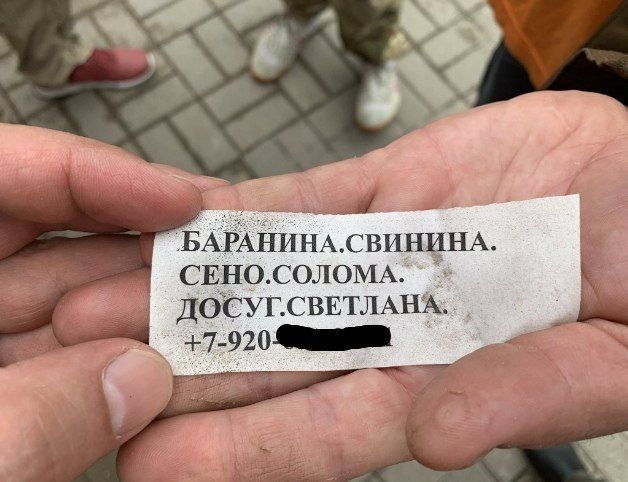 БАРАНИНА.СВИНИНА.
СЕНО.СОЛОМА.
ДОСУГ.СВЕТЛАНА.
+7-920-